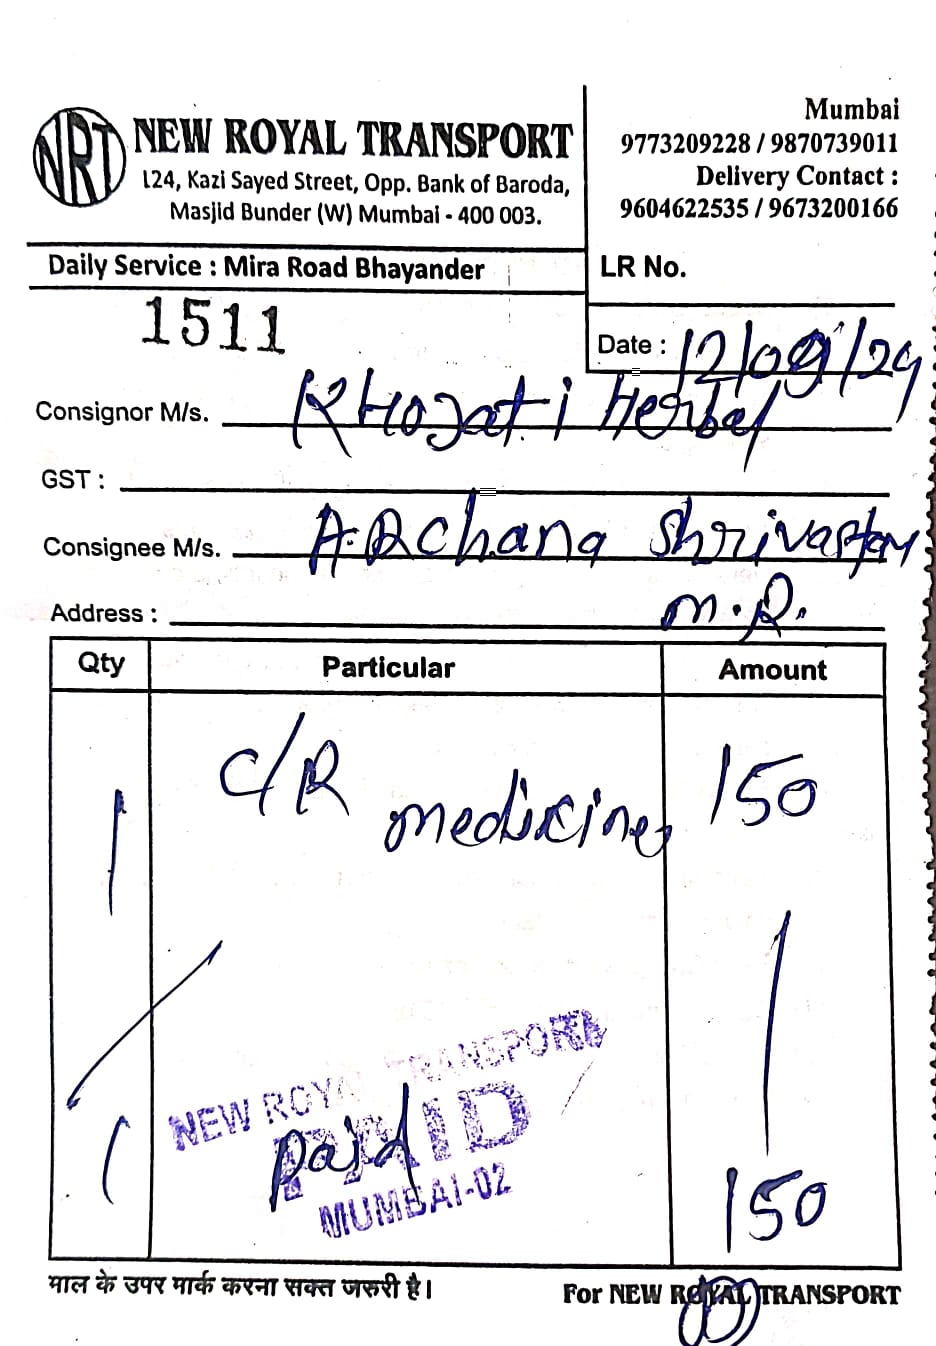 NRT NEW ROYAL TRANSPORT
124, Kazi Sayed Street, Opp. Bank of Baroda,
Masjid Bunder (W) Mumbai - 400 003.
Mumbai
9773209228 / 9870739011
Delivery Contact :
9604622535 / 9673200166
Daily Service : Mira Road Bhayander
LR No.
1511
Date : 12/09/24
Consignor M/s. Khojati Herbal
GST :
Consignee M/s. ARchana Shrivastav
Address : M.R.
Qty Particular Amount
1 C/R medicines 150
1 150
NEW ROYAL TRANSPORT
PAID
paid
MUMBAI-02
माल के उपर मार्क करना सक्त जरुरी है।
For NEW ROYAL TRANSPORT